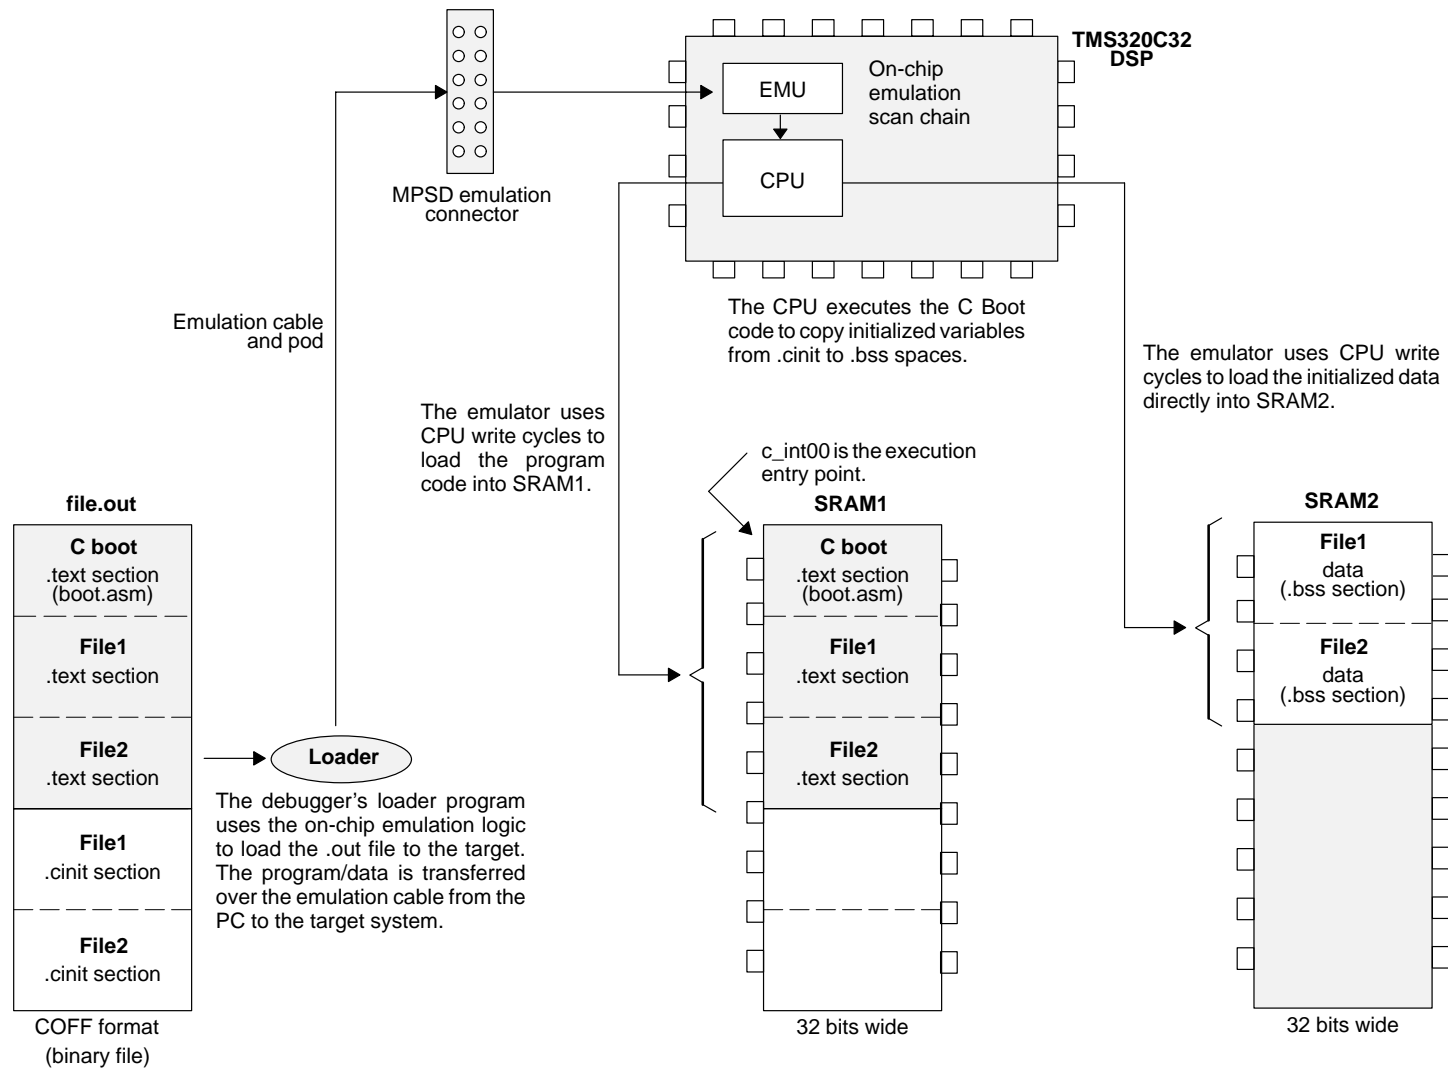 TMS320C32
DSP
On-chip
emulation
scan chain
EMU
CPU
MPSD emulation
connector
Emulation cable
and pod
The CPU executes the C Boot
code to copy initialized variables
from .cinit to .bss spaces.
The emulator uses CPU write
cycles to load the initialized data
directly into SRAM2.
The emulator uses
CPU write cycles to
load the program
code into SRAM1.
c_int00 is the execution
entry point.
file.out
C boot
.text section
(boot.asm)
File1
.text section
File2
.text section
File1
.cinit section
File2
.cinit section
COFF format
(binary file)
Loader
The debugger’s loader program
uses the on-chip emulation logic
to load the .out file to the target.
The program/data is transferred
over the emulation cable from the
PC to the target system.
SRAM1
C boot
.text section
(boot.asm)
File1
.text section
File2
.text section
32 bits wide
SRAM2
File1
data
(.bss section)
File2
data
(.bss section)
32 bits wide